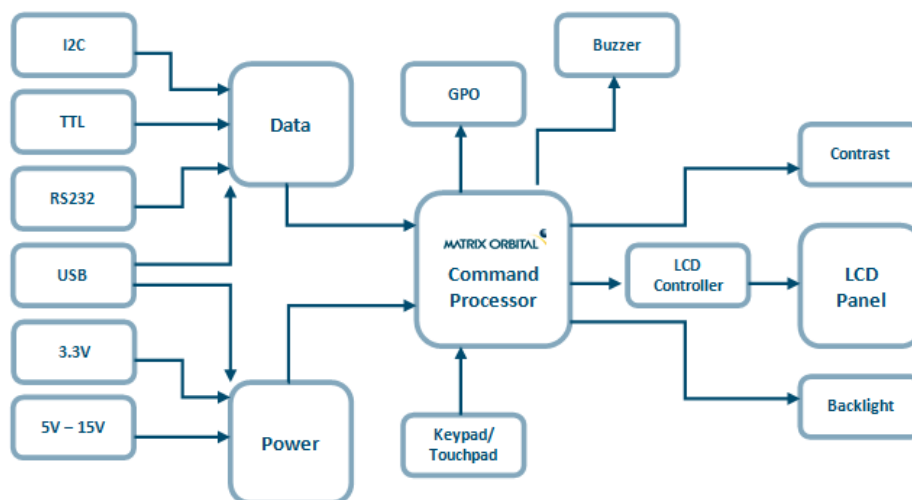 I2C
TTL
RS232
USB
3.3V
5V – 15V
Data
Power
GPO
Buzzer
MATRIX ORBITAL
Command
Processor
Keypad/
Touchpad
Contrast
LCD
Controller
LCD
Panel
Backlight